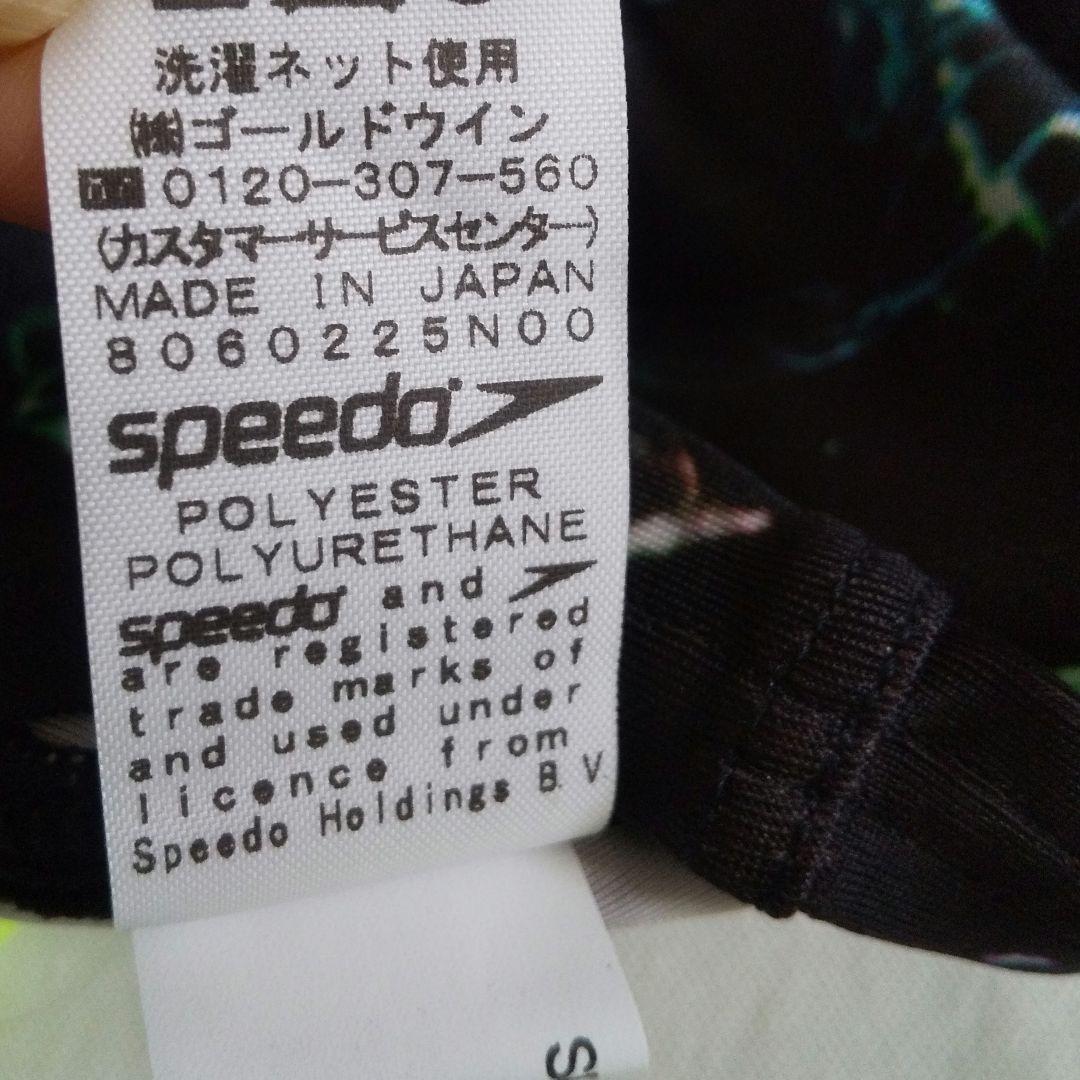 洗濯ネット使用
㈱ゴールドウイン
0120-307-560
(カスタマーサービスセンター)
MADE IN JAPAN
8060225N00
speedo
POLYESTER
POLYURETHANE
speedo and
are registered
trade marks of
and used under
licence from
Speedo Holdings B.V.
S